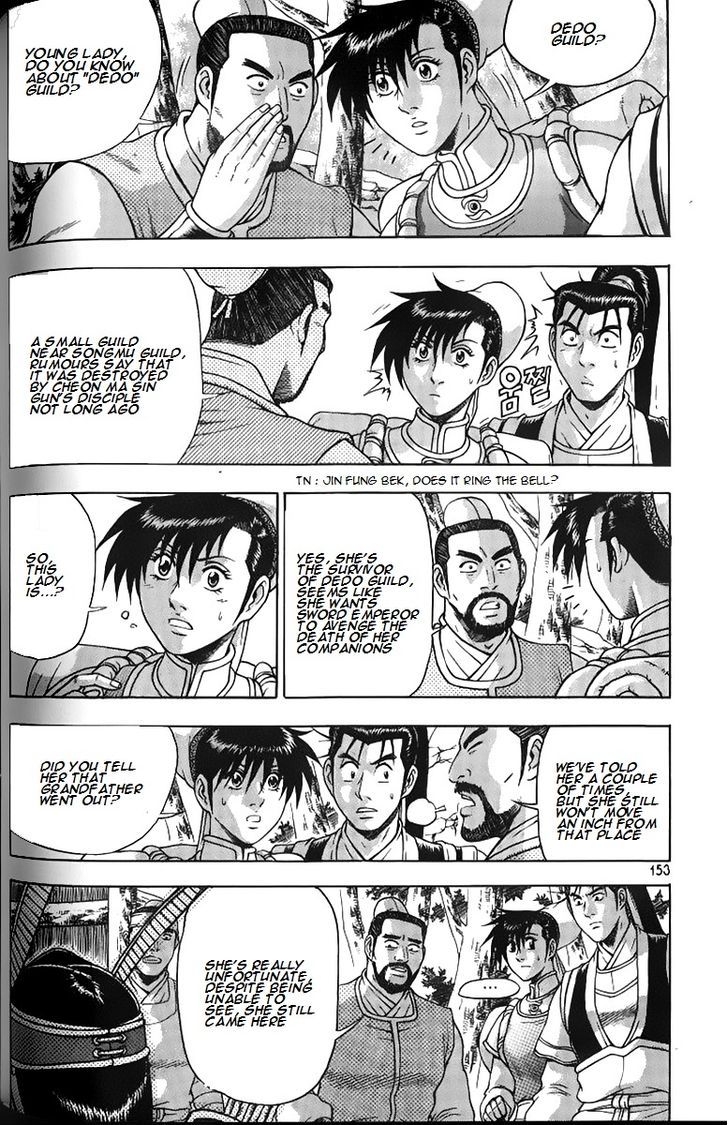 YOUNG LADY,
DO YOU KNOW
ABOUT "DEDO"
GUILD?
DEDO
GUILD?
A SMALL GUILD
NEAR SONGMU GUILD,
RUMOURS SAY THAT
IT WAS DESTROYED
BY CHEON MA SIN
GUN'S DISCIPLE
NOT LONG AGO
움찔
TN : JIN FUNG BEK, DOES IT RING THE BELL?
SO,
THIS
LADY
IS...?
YES, SHE'S
THE SURVIVOR
OF DEDO GUILD,
SEEMS LIKE
SHE WANTS
SWORD EMPEROR
TO AVENGE THE
DEATH OF HER
COMPANIONS
DID YOU TELL
HER THAT
GRANDFATHER
WENT OUT?
WE'VE TOLD
HER A COUPLE
OF TIMES,
BUT SHE STILL
WON'T MOVE
AN INCH FROM
THAT PLACE
153
SHE'S REALLY
UNFORTUNATE,
DESPITE BEING
UNABLE TO
SEE, SHE STILL
CAME HERE
...